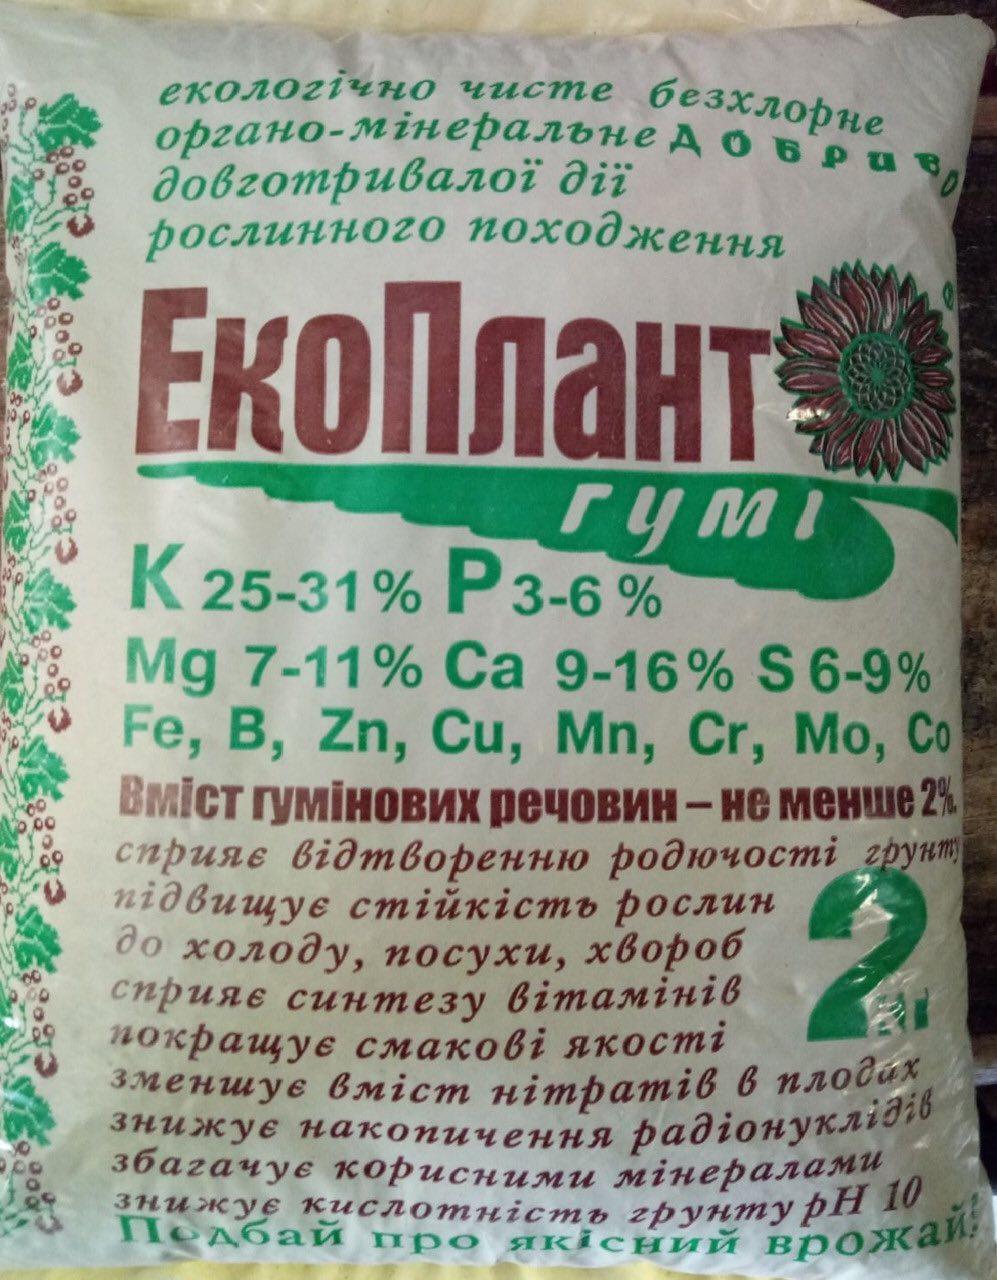 екологічно чисте безхлорне
органо-мінеральне добриво
довготривалої дії
рослинного походження
ЕкоПлант
гумі
K 25-31% P 3-6%
Mg 7-11% Ca 9-16% S 6-9%
Fe, B, Zn, Cu, Mn, Cr, Mo, Co
Вміст гумінових речовин – не менше 2%.
сприяє відтворенню родючості грунту
підвищує стійкість рослин
до холоду, посухи, хвороб
2 кг
сприяє синтезу вітамінів
покращує смакові якості
зменшує вміст нітратів в плодах
знижує накопичення радіонуклідів
збагачує корисними мінералами
знижує кислотність грунту pH 10
Подбай про якісний врожай!